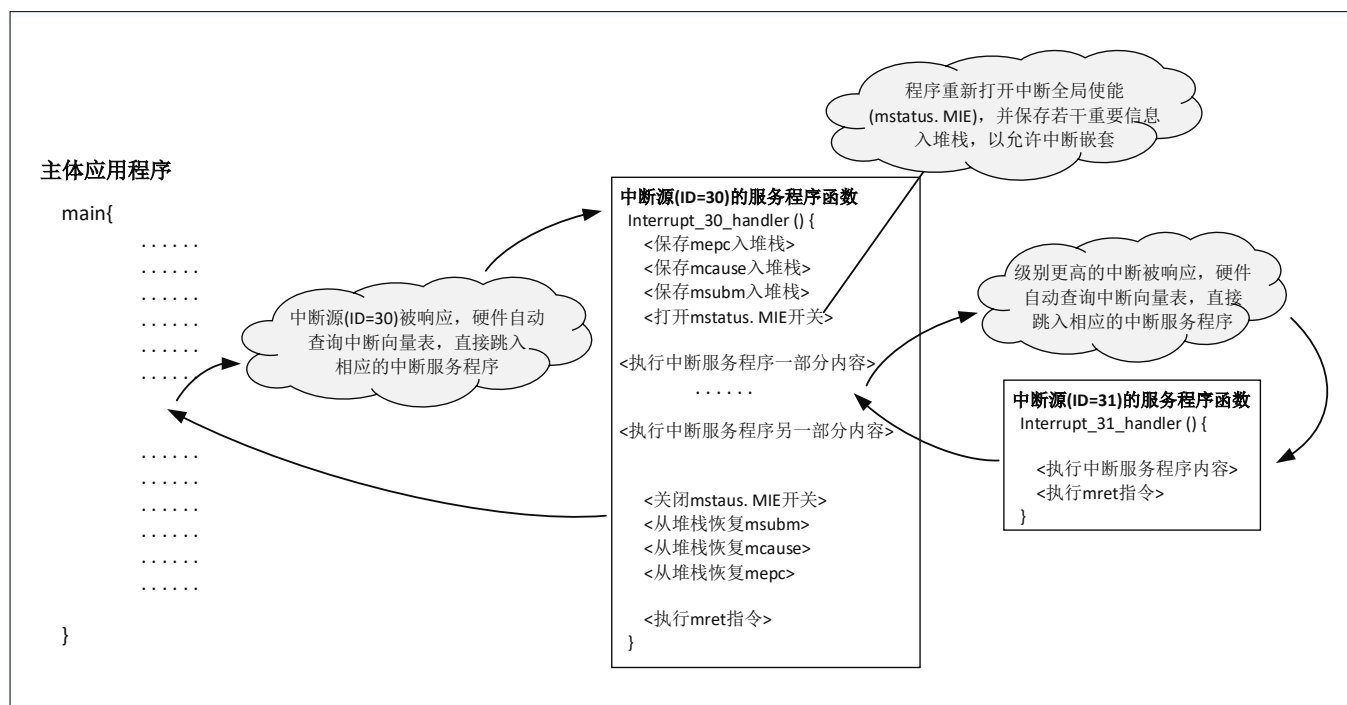 程序重新打开中断全局使能
(mstatus. MIE)，并保存若干重要信息
入堆栈，以允许中断嵌套
主体应用程序
main{
. . . . . .
. . . . . .
. . . . . .
. . . . . .
. . . . . .
. . . . . .
. . . . . .
. . . . . .
. . . . . .
. . . . . .
. . . . . .
. . . . . .
}
中断源(ID=30)被响应，硬件自动
查询中断向量表，直接跳入
相应的中断服务程序
中断源(ID=30)的服务程序函数
Interrupt_30_handler () {
<保存mepc入堆栈>
<保存mcause入堆栈>
<保存msubm入堆栈>
<打开mstatus. MIE开关>
<执行中断服务程序一部分内容>
. . . . . .
<执行中断服务程序另一部分内容>
<关闭mstaus. MIE开关>
<从堆栈恢复msubm>
<从堆栈恢复mcause>
<从堆栈恢复mepc>
<执行mret指令>
}
级别更高的中断被响应，硬件
自动查询中断向量表，直接
跳入相应的中断服务程序
中断源(ID=31)的服务程序函数
Interrupt_31_handler () {
<执行中断服务程序内容>
<执行mret指令>
}